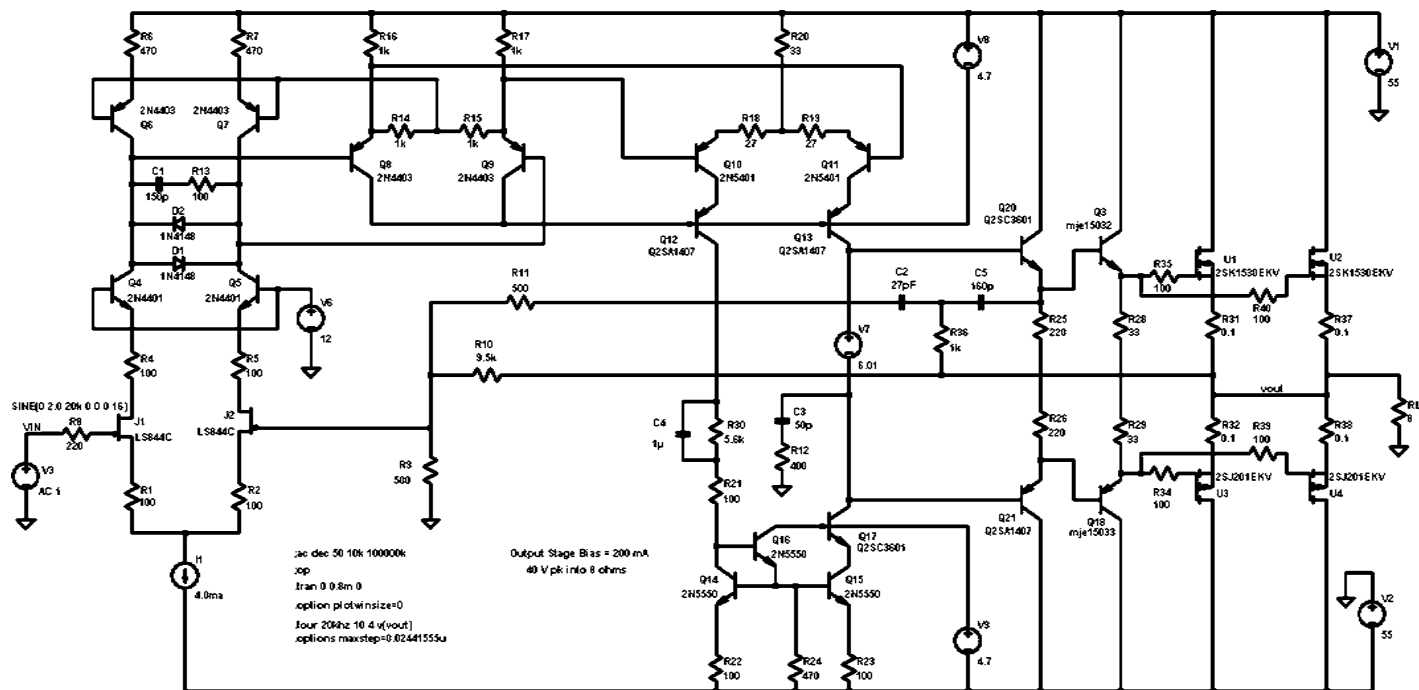 R6
470
R7
470
R16
1k
R17
1k
R20
33
V8
4.7
V1
55
2N4403
Q6
2N4403
Q7
R14
1k
R15
1k
Q8
2N4403
Q9
2N4403
R18
27
R19
27
Q10
2N5401
Q11
2N5401
C1
150p
R13
100
D2
1N4148
D1
1N4148
Q12
Q2SA1407
Q13
Q2SA1407
Q20
Q2SC3601
Q3
mje15032
Q4
2N4401
Q5
2N4401
V6
12
R11
500
C2
27pF
C5
160p
R35
100
U1
2SK1530EKV
U2
2SK1530EKV
R40
100
R10
9.5k
R36
1k
V7
6.01
R25
220
R28
33
R31
0.1
R37
0.1
R4
100
R5
100
vout
SINE(0 2.0 20k 0 0 0 16)
VIN
R8
220
J1
LS844C
J2
LS844C
V3
AC 1
R9
500
C4
1µ
R30
5.6k
C3
50p
R12
400
R26
220
R29
33
R32
0.1
R39
100
R38
0.1
RL
8
R1
100
R2
100
R21
100
R34
100
2SJ201EKV
U3
2SJ201EKV
U4
Q21
Q2SA1407
Q18
mje15033
Q16
2N5550
Q17
Q2SC3601
Q14
2N5550
Q15
2N5550
I1
4.0ma
;ac dec 50 10k 100000k
;op
.tran 0 0.8m 0
.option plotwinsize=0
.four 20khz 10 4 v(vout)
.options maxstep=0.02441555u
Output Stage Bias = 200 mA
40 V pk into 8 ohms
R22
100
R24
470
R23
100
V9
4.7
V2
55